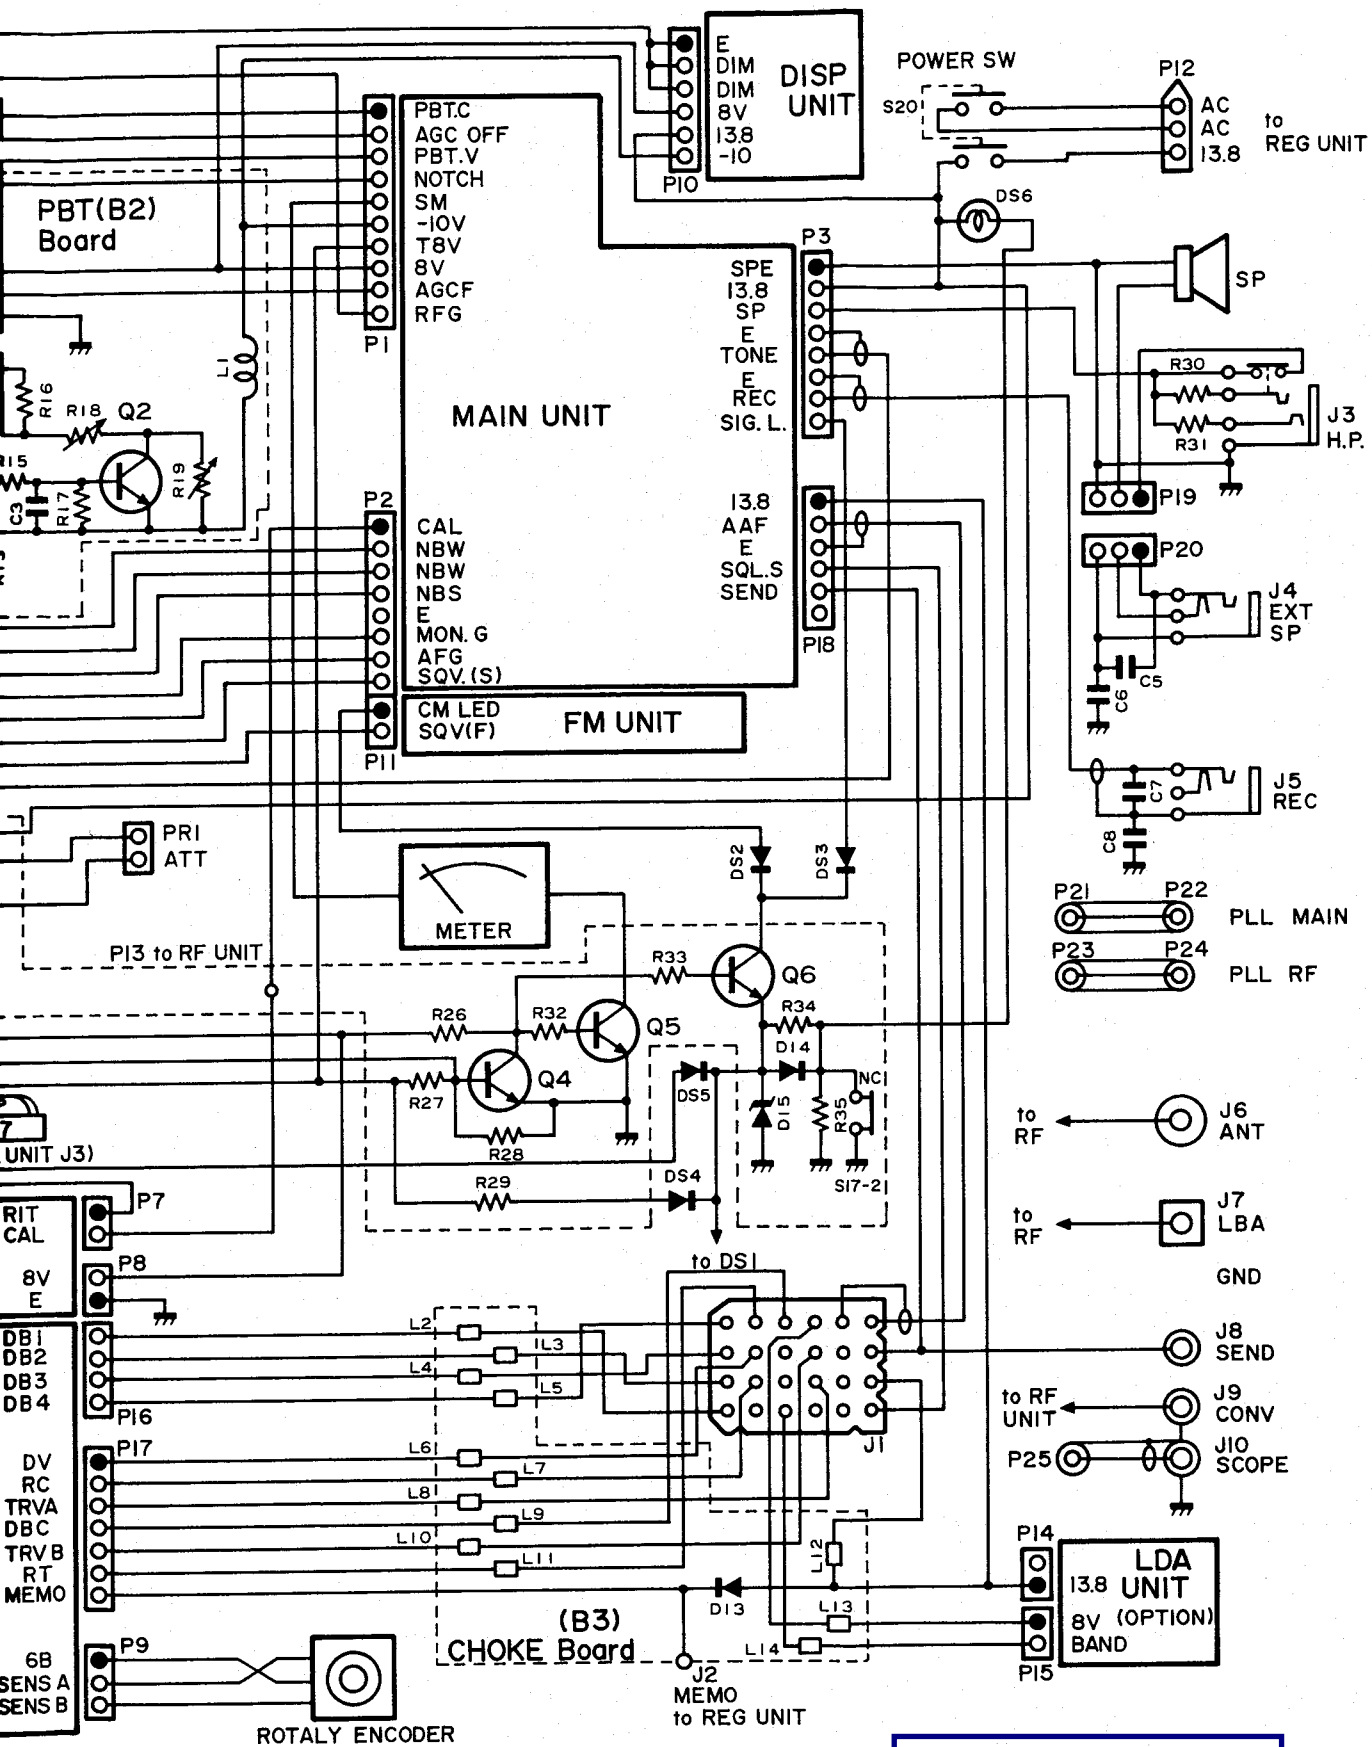 E
DIM
DIM
8V
13.8
-10
P10
DISP
UNIT
POWER SW
S20
P12
AC
AC
13.8
to
REG UNIT
DS6
PBT.C
AGC OFF
PBT.V
NOTCH
SM
-10V
T8V
8V
AGCF
RFG
P1
PBT(B2)
Board
MAIN UNIT
P3
SPE
13.8
SP
E
TONE
E
REC
SIG. L.
SP
L1
R16
R18
Q2
R15
C3
R17
R19
R30
R31
J3
H.P.
P19
P2
CAL
NBW
NBW
NBS
E
MON. G
AFG
SQV. (S)
13.8
AAF
E
SQL.S
SEND
P18
P20
J4
EXT
SP
C5
C6
CM LED
SQV(F)
P11
FM UNIT
J5
REC
C7
C8
PRI
ATT
P13 to RF UNIT
METER
DS2
DS3
P21
P22
PLL MAIN
P23
P24
PLL RF
R33
Q6
R26
R32
Q5
R34
D14
Q4
R27
R28
DS5
D15
R35
NC
S17-2
R29
DS4
to DS1
7
UNIT J3)
to
RF
J6
ANT
to
RF
J7
LBA
GND
RIT
CAL
P7
8V
E
P8
DB1
DB2
DB3
DB4
P16
L2
L3
L4
L5
J1
J8
SEND
to RF
UNIT
J9
CONV
P25
J10
SCOPE
P17
DV
RC
TRVA
DBC
TRV B
RT
MEMO
L6
L7
L8
L9
L10
L11
L12
D13
L13
L14
P14
13.8
8V
BAND
P15
LDA
UNIT
(OPTION)
(B3)
CHOKE Board
J2
MEMO
to REG UNIT
P9
6B
SENS A
SENS B
ROTALY ENCODER